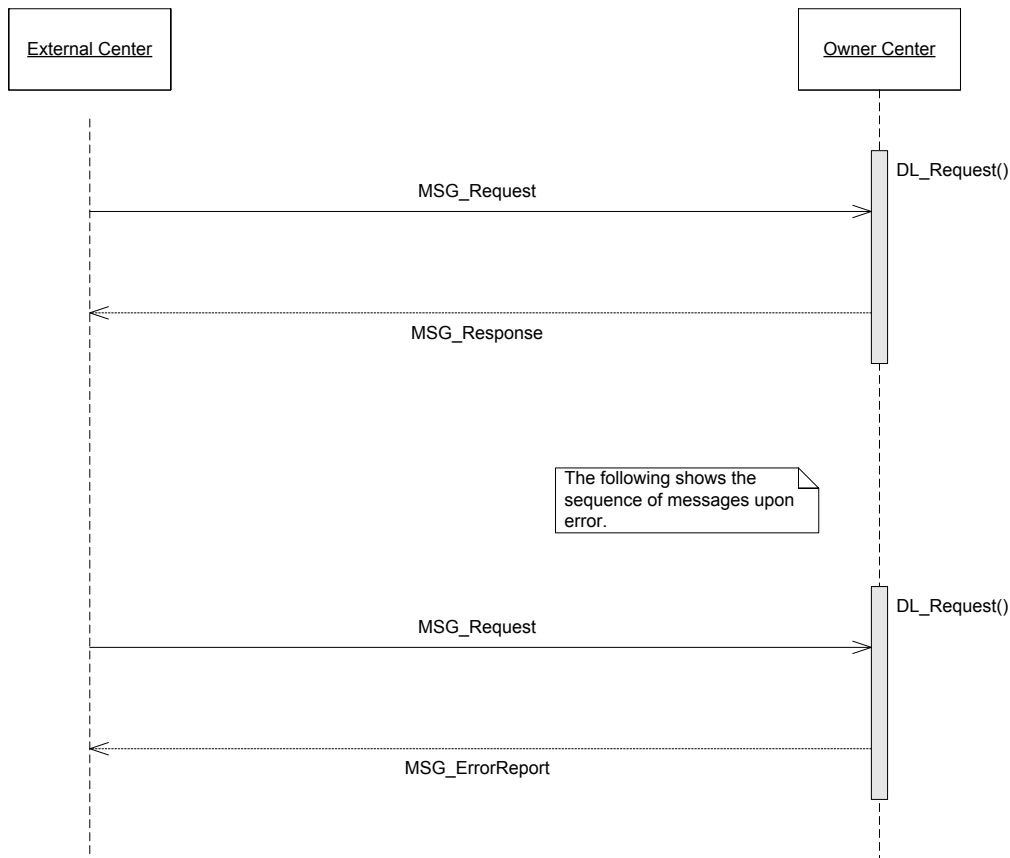 External Center
Owner Center
DL_Request()
MSG_Request
MSG_Response
The following shows the
sequence of messages upon
error.
DL_Request()
MSG_Request
MSG_ErrorReport